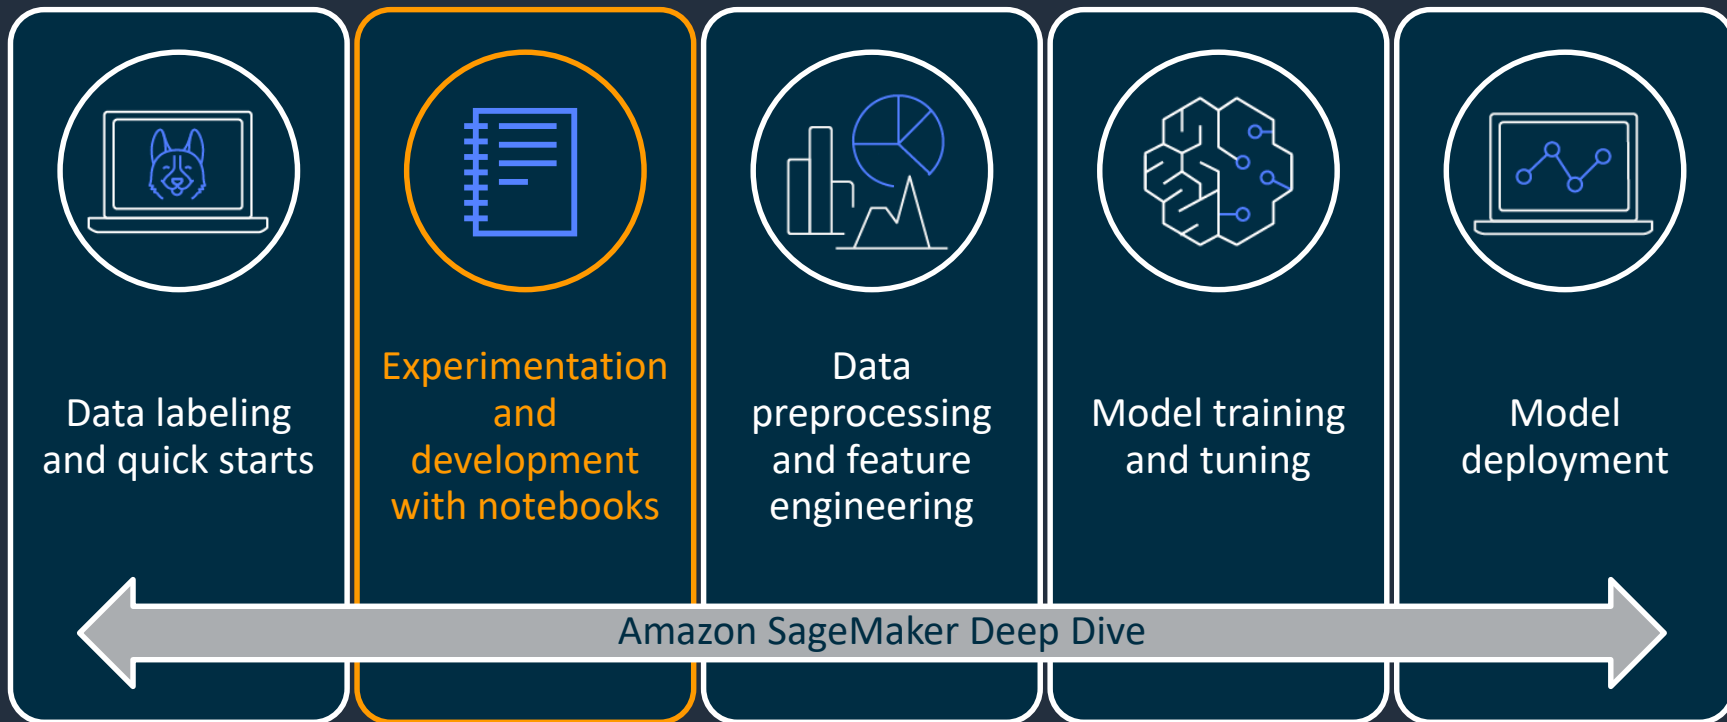 Data labeling
and quick starts
Experimentation
and
development
with notebooks
Data
preprocessing
and feature
engineering
Model training
and tuning
Model
deployment
Amazon SageMaker Deep Dive